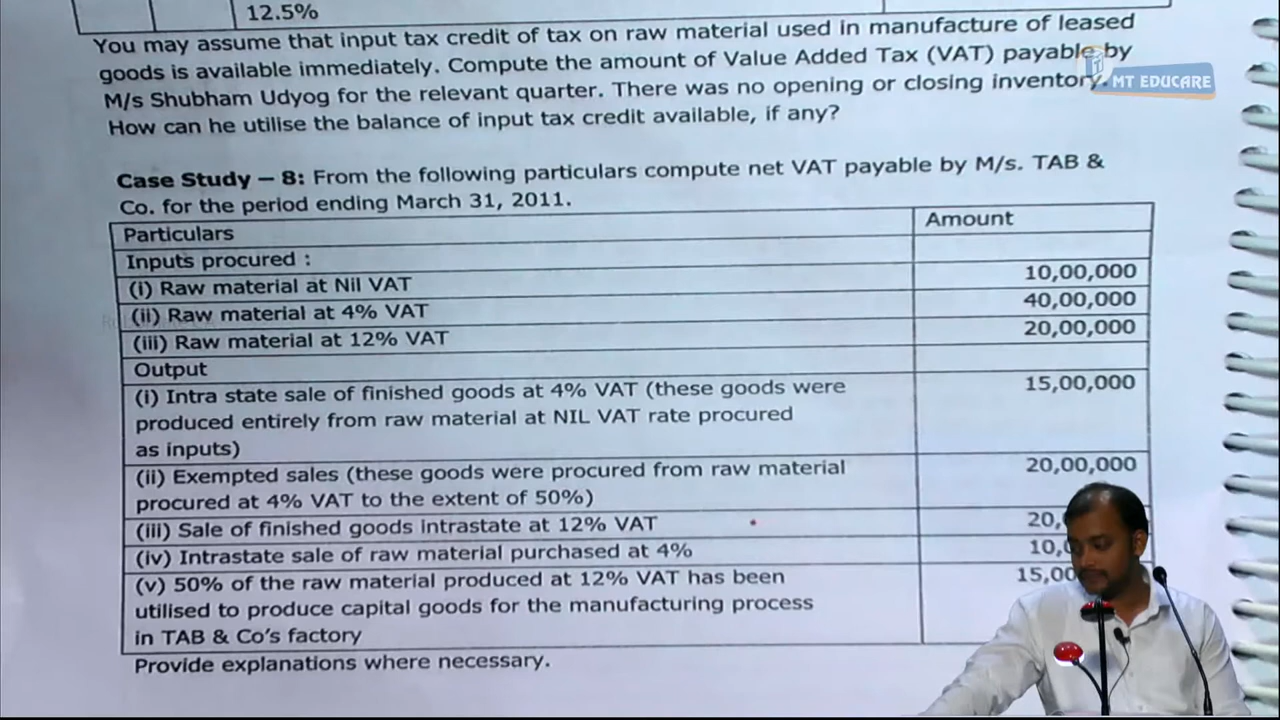 12.5%
You may assume that input tax credit of tax on raw material used in manufacture of leased
goods is available immediately. Compute the amount of Value Added Tax (VAT) payable by
M/s Shubham Udyog for the relevant quarter. There was no opening or closing inventory.
How can he utilise the balance of input tax credit available, if any?
MT EDUCARE
Case Study – 8: From the following particulars compute net VAT payable by M/s. TAB &
Co. for the period ending March 31, 2011.
Particulars Amount
Inputs procured :
(i) Raw material at Nil VAT 10,00,000
(ii) Raw material at 4% VAT 40,00,000
(iii) Raw material at 12% VAT 20,00,000
Output
(i) Intra state sale of finished goods at 4% VAT (these goods were 15,00,000
produced entirely from raw material at NIL VAT rate procured
as inputs)
(ii) Exempted sales (these goods were procured from raw material 20,00,000
procured at 4% VAT to the extent of 50%)
(iii) Sale of finished goods intrastate at 12% VAT 20,
(iv) Intrastate sale of raw material purchased at 4% 10,
(v) 50% of the raw material produced at 12% VAT has been 15,00
utilised to produce capital goods for the manufacturing process
in TAB & Co's factory
Provide explanations where necessary.